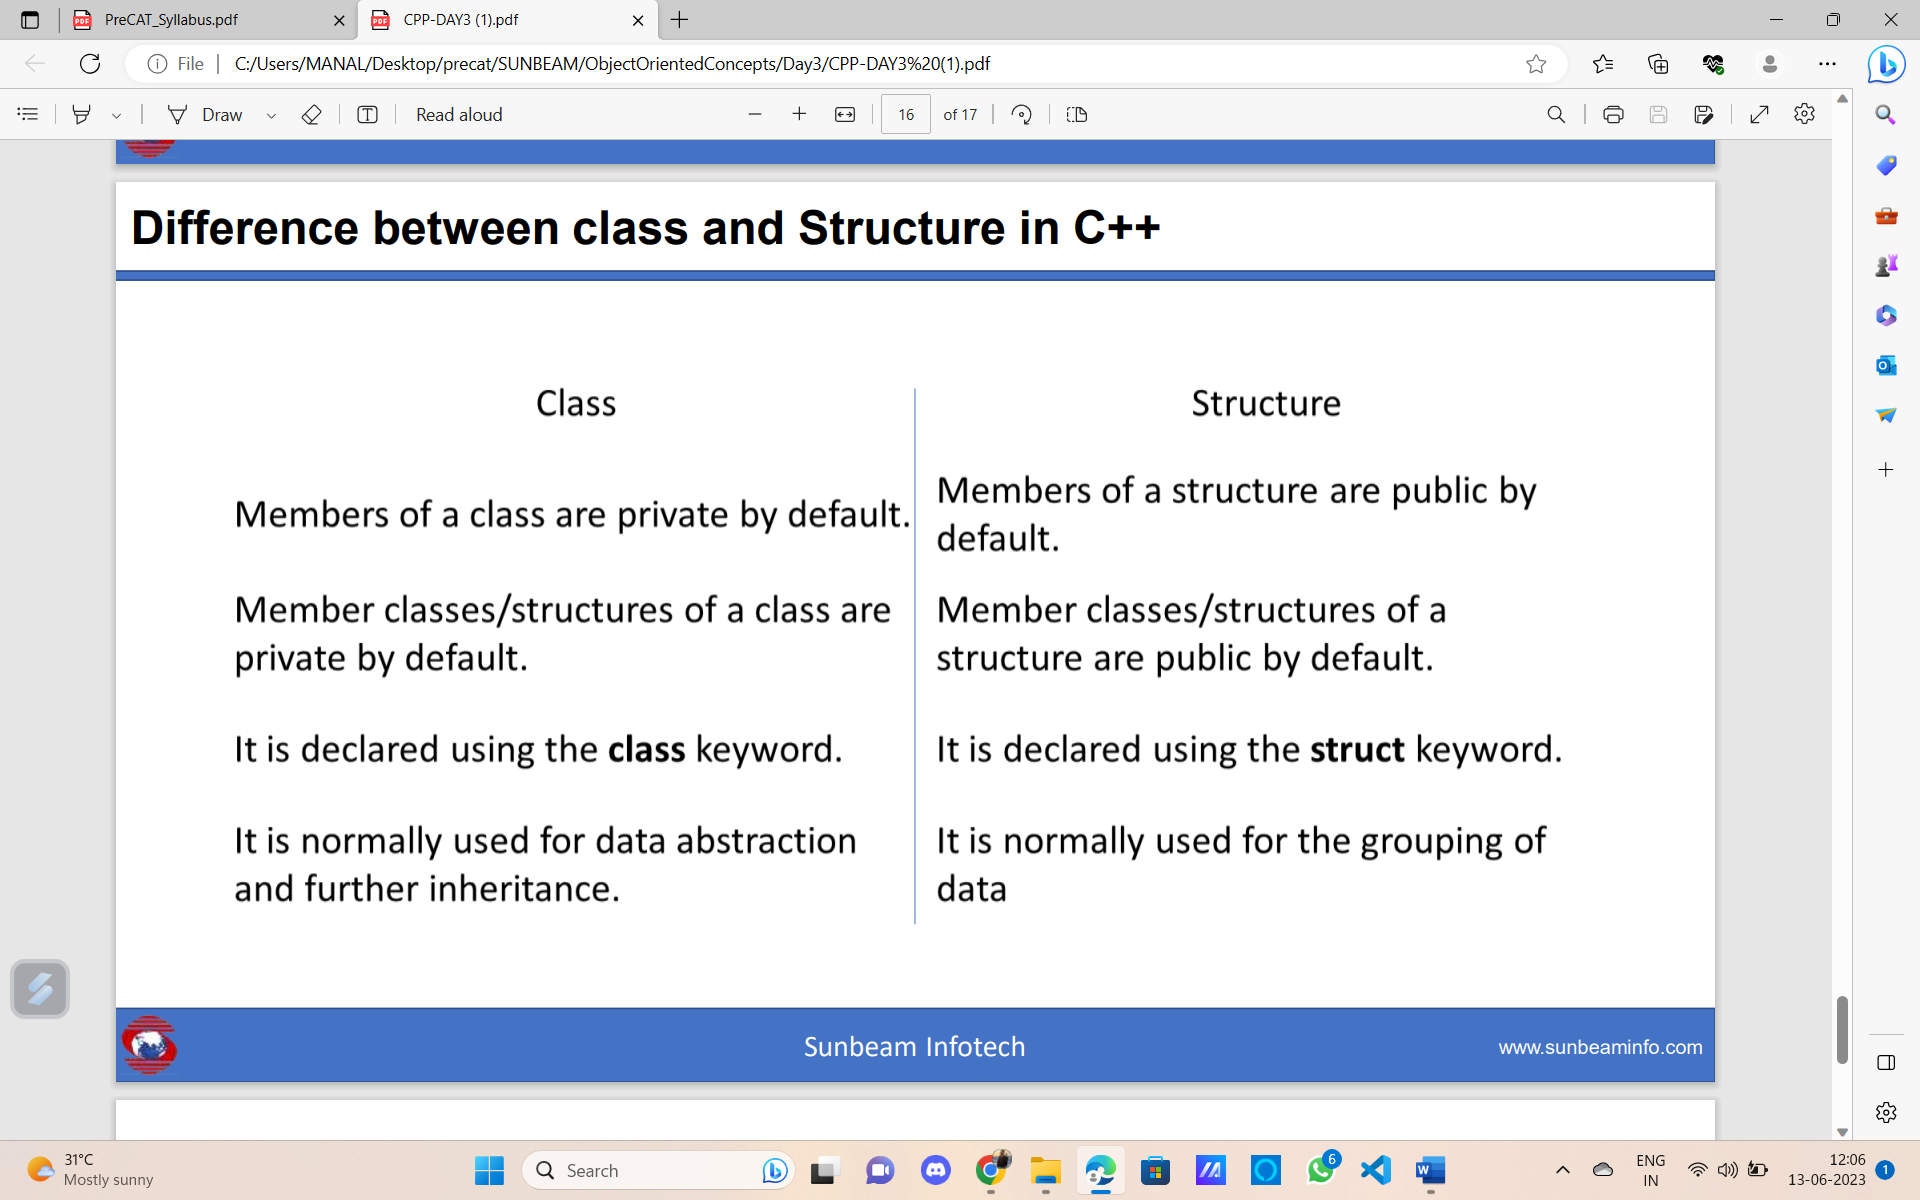 PreCAT_Syllabus.pdf
CPP-DAY3 (1).pdf
File
C:/Users/MANAL/Desktop/precat/SUNBEAM/ObjectOrientedConcepts/Day3/CPP-DAY3%20(1).pdf
Draw
Read aloud
16
of 17
Difference between class and Structure in C++
Class
Members of a class are private by default.
Member classes/structures of a class are
private by default.
It is declared using the class keyword.
It is normally used for data abstraction
and further inheritance.
Structure
Members of a structure are public by
default.
Member classes/structures of a
structure are public by default.
It is declared using the struct keyword.
It is normally used for the grouping of
data
Sunbeam Infotech
www.sunbeaminfo.com
31°C
Mostly sunny
Search
6
ENG
IN
12:06
13-06-2023
1